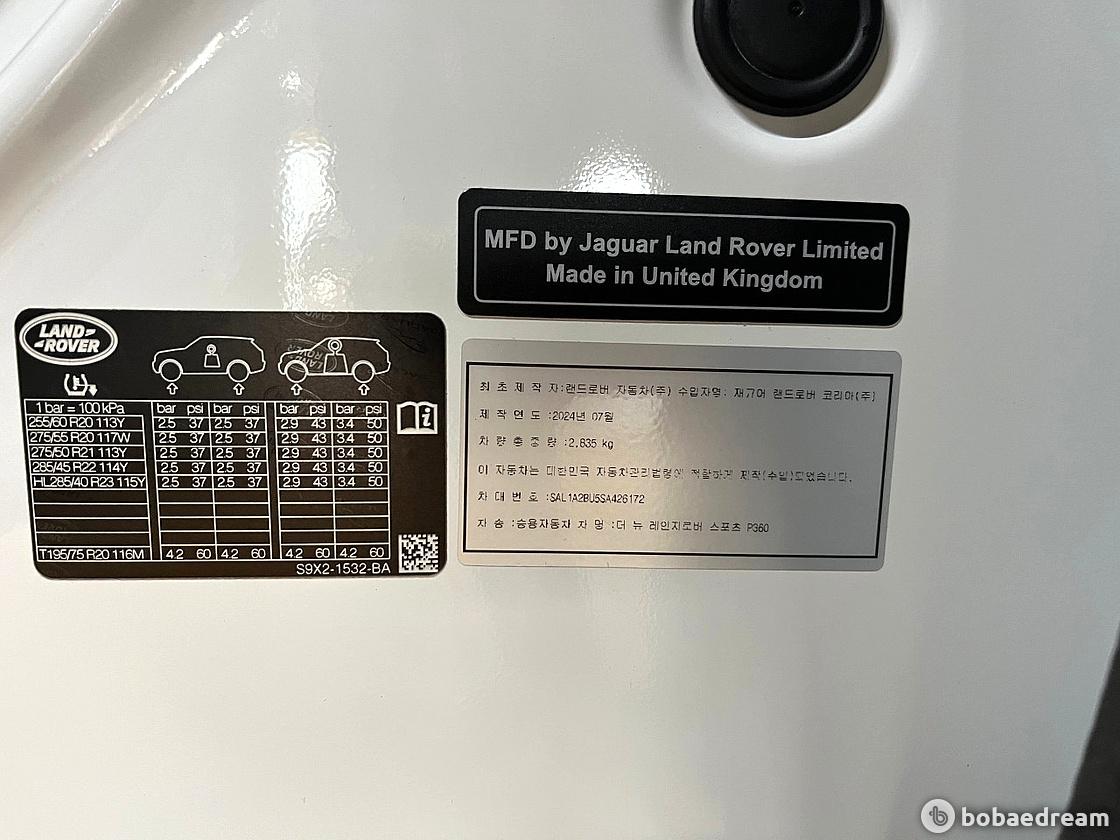 MFD by Jaguar Land Rover Limited
Made in United Kingdom
LAND-
-ROVER
1 bar = 100 kPa bar psi bar psi bar psi bar psi
255/60 R20 113Y 2.5 37 2.5 37 2.9 43 3.4 50
275/55 R20 117W 2.5 37 2.5 37 2.9 43 3.4 50
275/50 R21 113Y 2.5 37 2.5 37 2.9 43 3.4 50
285/45 R22 114Y 2.5 37 2.5 37 2.9 43 3.4 50
HL285/40 R23 115Y 2.5 37 2.5 37 2.9 43 3.4 50
T195/75 R20 116M 4.2 60 4.2 60 4.2 60 4.2 60
S9X2-1532-BA
최초제작자:랜드로버 자동차(주) 수입자명: 재규어 랜드로버 코리아(주)
제작연도:2024년 07월
차량총중량:2,835 kg
이 자동차는 대한민국 자동차관리법령에 적합하게 제작(수입)되었습니다.
차대번호:SAL1A2BU5SA426172
차종:승용자동차 차명:더 뉴 레인지로버 스포츠 P360
bobaedream